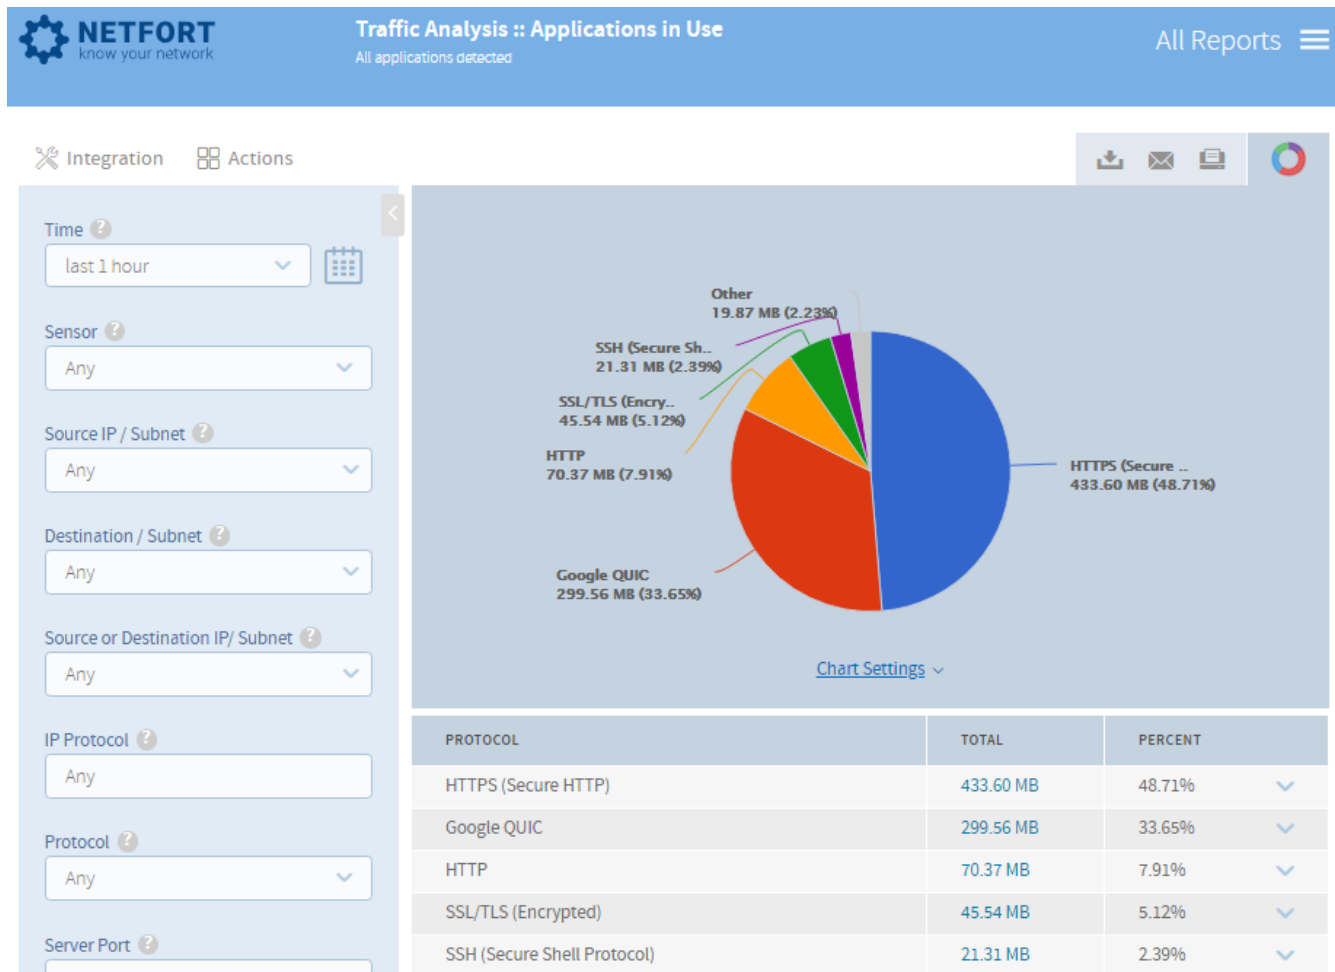 NETFORT
know your network
Traffic Analysis :: Applications in Use
All applications detected
All Reports
Integration
Actions
Time ?
last 1 hour
Sensor ?
Any
Source IP / Subnet ?
Any
Destination / Subnet ?
Any
Source or Destination IP/ Subnet ?
Any
IP Protocol ?
Any
Protocol ?
Any
Server Port ?
Other
19.87 MB (2.23%)
SSH (Secure Sh..
21.31 MB (2.39%)
SSL/TLS (Encry..
45.54 MB (5.12%)
HTTP
70.37 MB (7.91%)
Google QUIC
299.56 MB (33.65%)
HTTPS (Secure ..
433.60 MB (48.71%)
Chart Settings
PROTOCOL TOTAL PERCENT
HTTPS (Secure HTTP) 433.60 MB 48.71%
Google QUIC 299.56 MB 33.65%
HTTP 70.37 MB 7.91%
SSL/TLS (Encrypted) 45.54 MB 5.12%
SSH (Secure Shell Protocol) 21.31 MB 2.39%